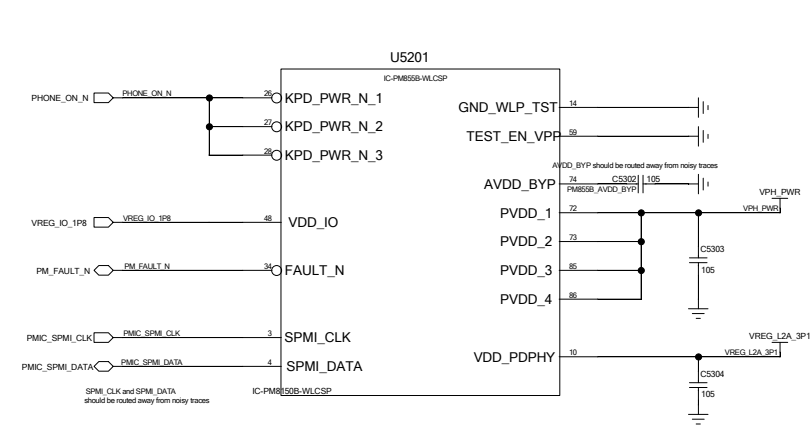 U5201
IC-PM855B-WLCSP
PHONE_ON_N
PHONE_ON_N
26
KPD_PWR_N_1
27
KPD_PWR_N_2
28
KPD_PWR_N_3
GND_WLP_TST
14
TEST_EN_VPP
59
AVDD_BYP should be routed away from noisy traces
AVDD_BYP
74
C5302
105
PM855B_AVDD_BYP
VPH_PWR
PVDD_1
72
VPH_PWR
VREG_IO_1P8
VREG_IO_1P8
48
VDD_IO
PVDD_2
73
C5303
105
PM_FAULT_N
PM_FAULT_N
34
FAULT_N
PVDD_3
85
PVDD_4
86
PMIC_SPMI_CLK
PMIC_SPMI_CLK
3
SPMI_CLK
VREG_L2A_3P1
VDD_PDPHY
10
VREG_L2A_3P1
PMIC_SPMI_DATA
PMIC_SPMI_DATA
4
SPMI_DATA
C5304
105
SPMI_CLK and SPMI_DATA
should be routed away from noisy traces
IC-PM8150B-WLCSP